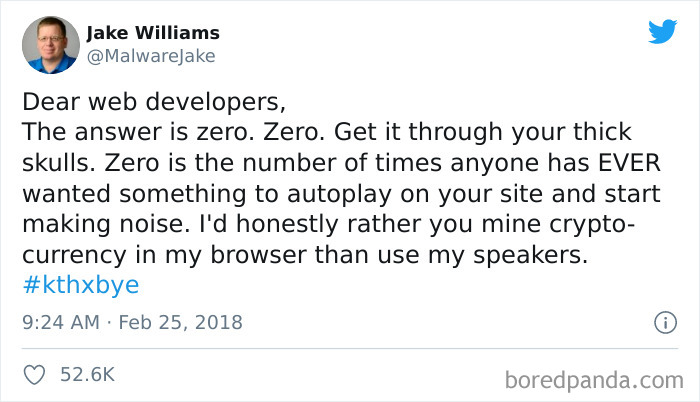 Jake Williams
@MalwareJake
Dear web developers,
The answer is zero. Zero. Get it through your thick
skulls. Zero is the number of times anyone has EVER
wanted something to autoplay on your site and start
making noise. I'd honestly rather you mine crypto-
currency in my browser than use my speakers.
#kthxbye
9:24 AM · Feb 25, 2018
52.6K
boredpanda.com